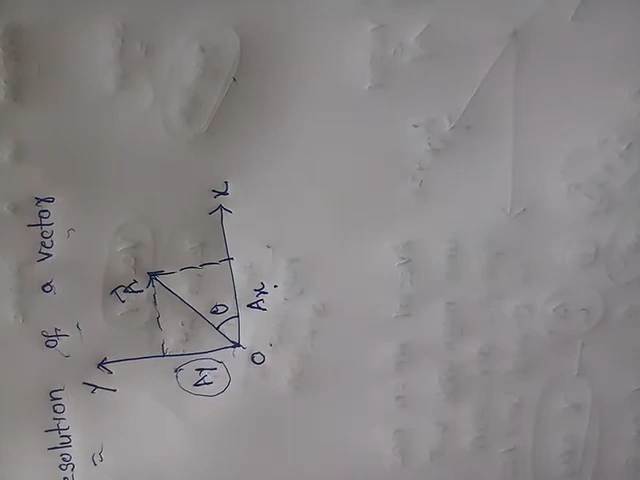 esolution of a vector
Y
R
Ay
θ
x
O.
Ax.